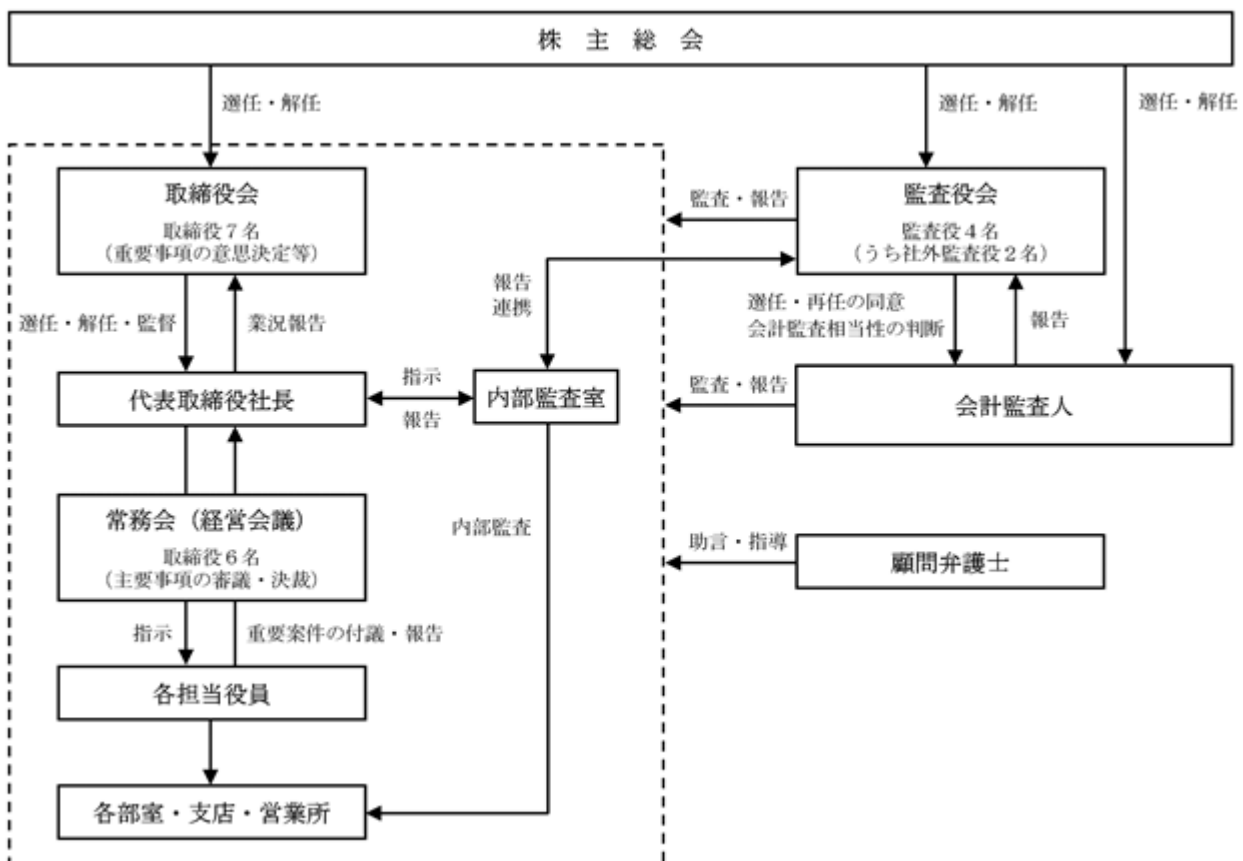 株主総会
選任・解任
選任・解任
選任・解任
取締役会
取締役７名
（重要事項の意思決定等）
監査・報告
監査役会
監査役４名
（うち社外監査役２名）
報告
連携
選任・解任・監督
業況報告
選任・再任の同意
会計監査相当性の判断
報告
代表取締役社長
指示
報告
内部監査室
監査・報告
会計監査人
常務会（経営会議）
取締役６名
（主要事項の審議・決裁）
内部監査
助言・指導
顧問弁護士
指示
重要案件の付議・報告
各担当役員
各部室・支店・営業所